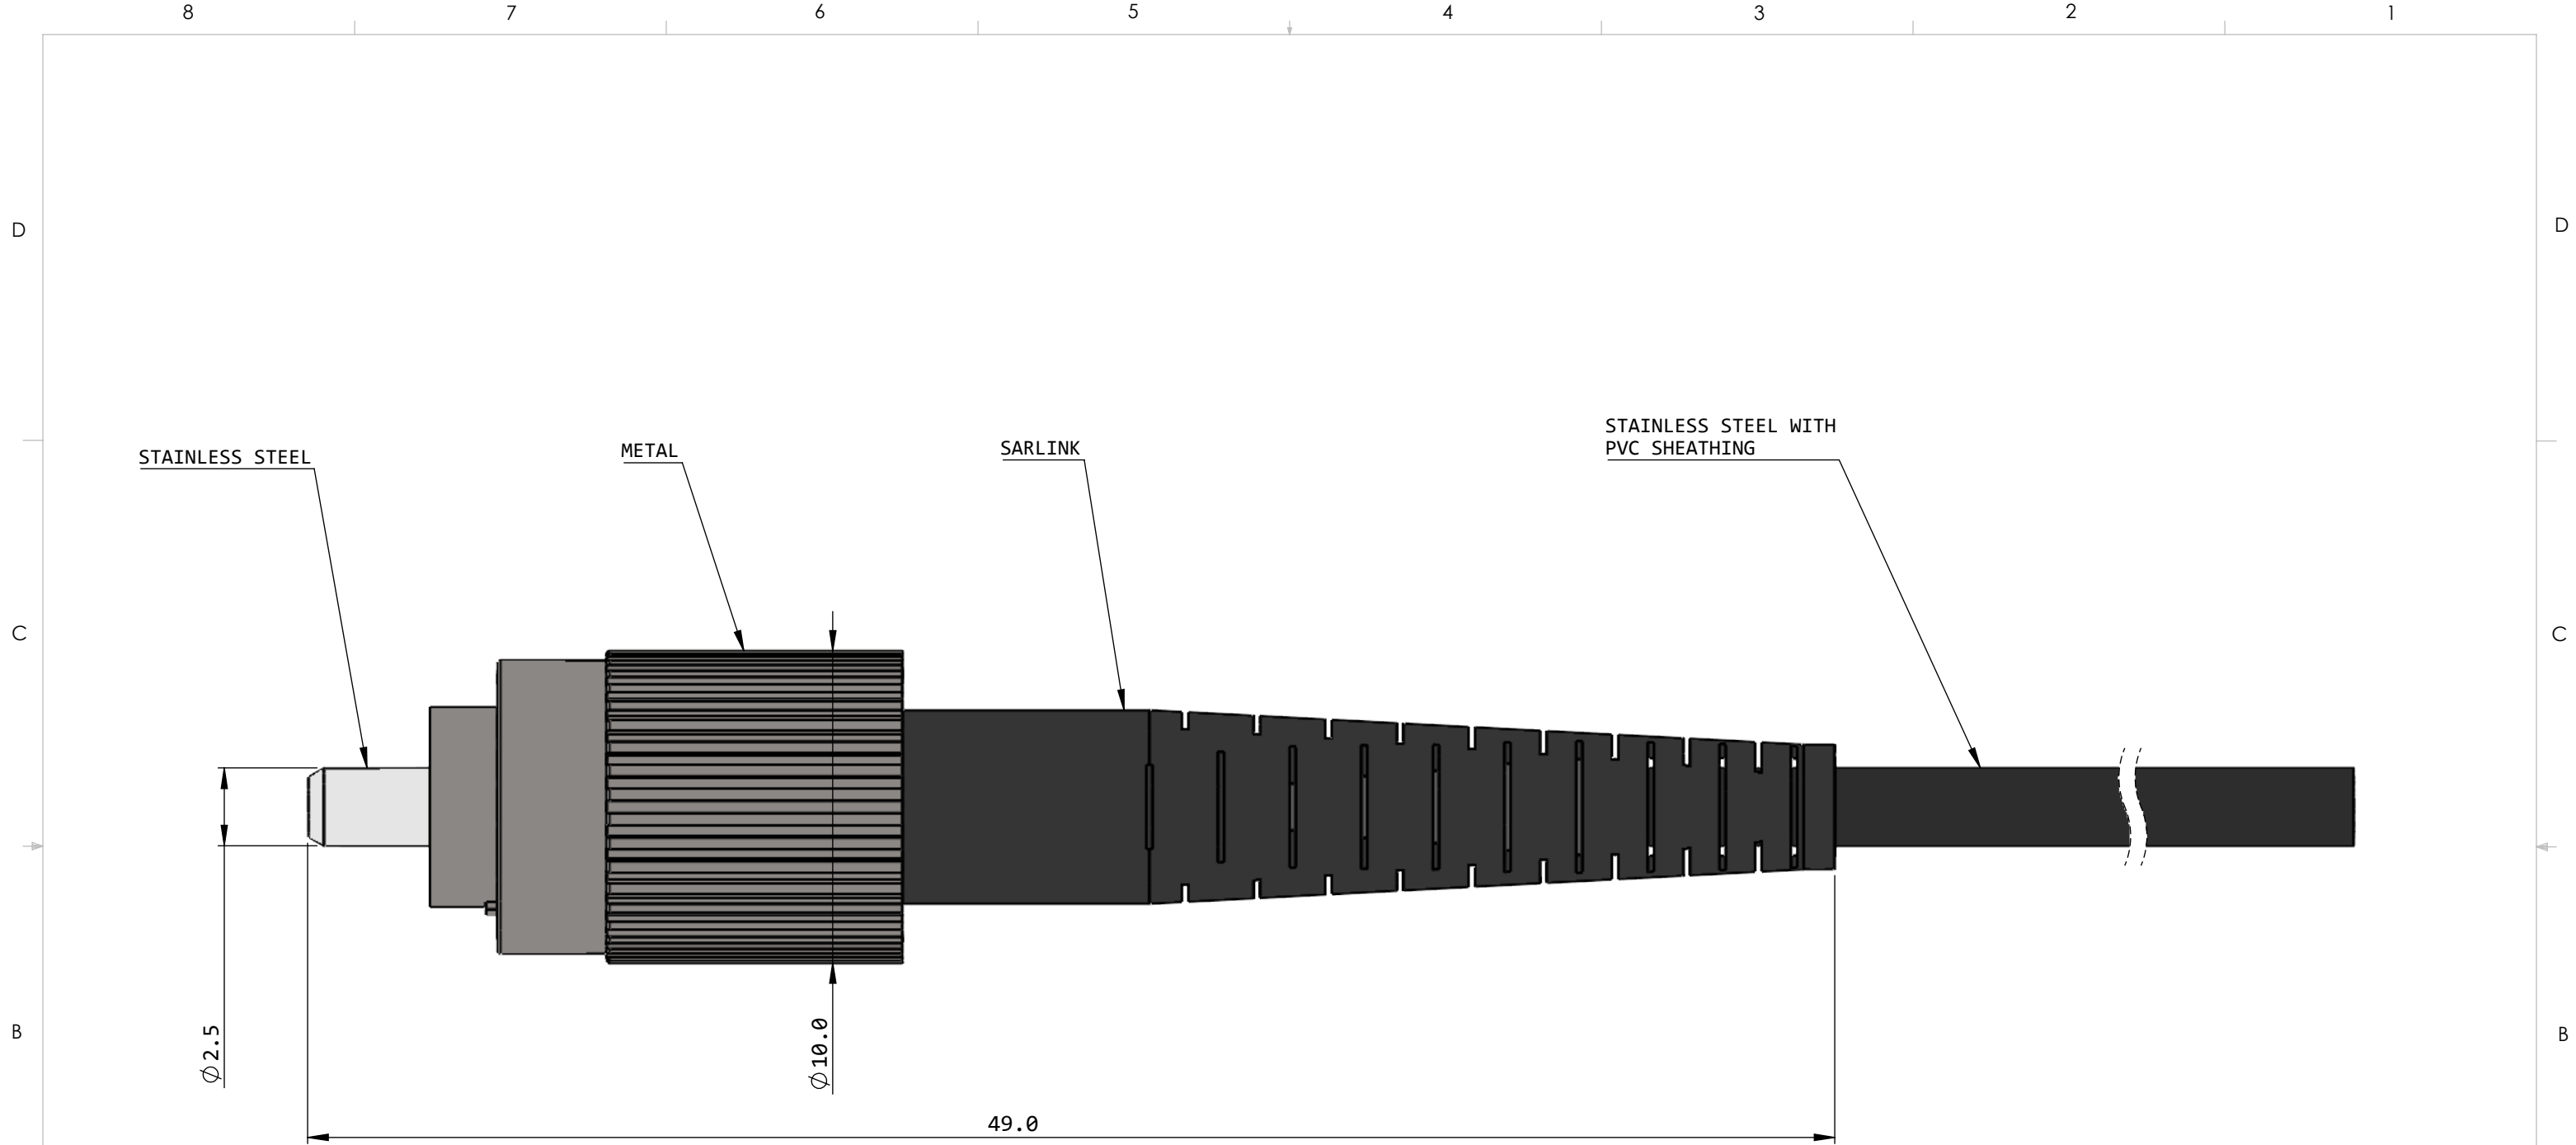 8 7 6 5 4 3 2 1
D D
STAINLESS STEEL WITH
PVC SHEATHING
STAINLESS STEEL
METAL
SARLINK
C C
B B
∅2.5
∅10.0
49.0